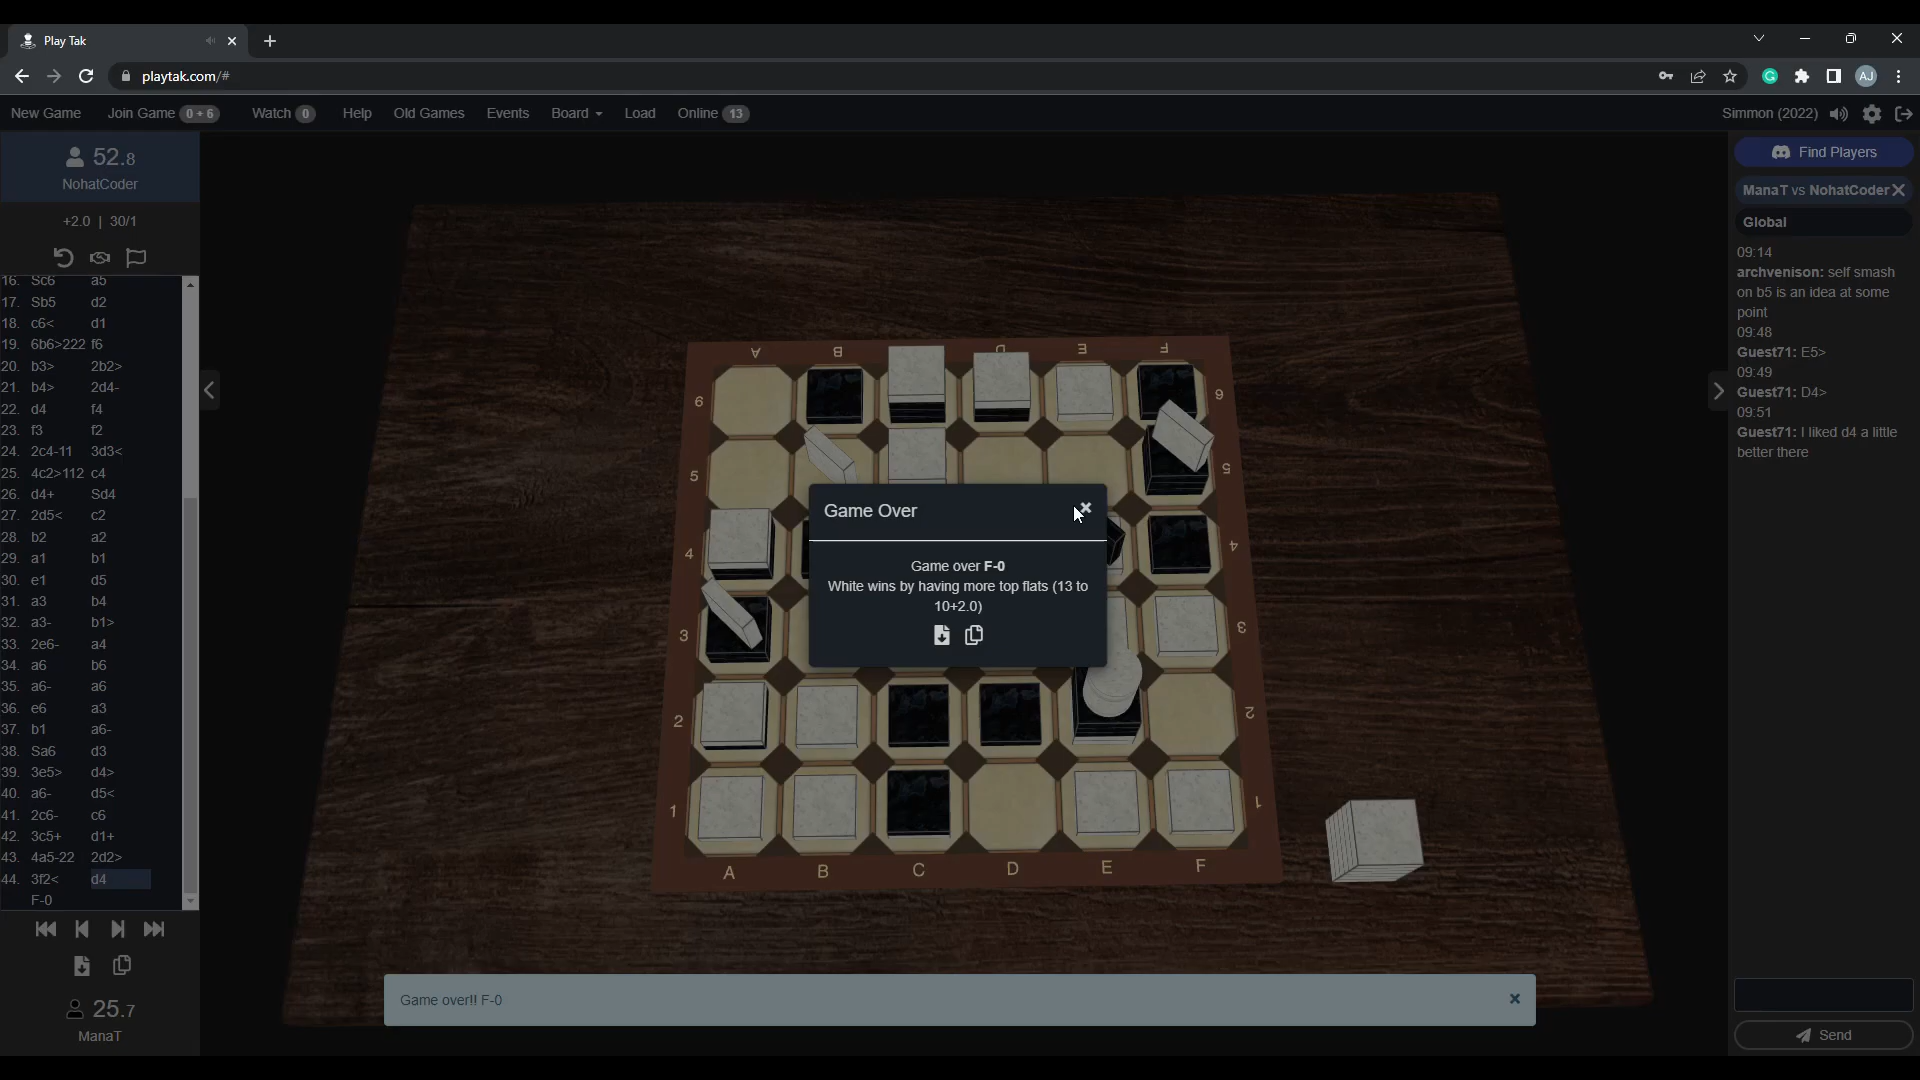 Play Tak
playtak.com/#
AJ
New Game Join Game 0 + 6 Watch 0 Help Old Games Events Board Load Online 13 Simmon (2022)
52.8
NohatCoder
+2.0 | 30/1
16. Sc6 a5
17. Sb5 d2
18. c6< d1
19. 6b6>222 f6
20. b3> 2b2>
21. b4> 2d4-
22. d4 f4
23. f3 f2
24. 2c4-11 3d3<
25. 4c2>112 c4
26. d4+ Sd4
27. 2d5< c2
28. b2 a2
29. a1 b1
30. e1 d5
31. a3 b4
32. a3- b1>
33. 2e6- a4
34. a6 b6
35. a6- a6
36. e6 a3
37. b1 a6-
38. Sa6 d3
39. 3e5> d4>
40. a6- d5<
41. 2c6- c6
42. 3c5+ d1+
43. 4a5-22 2d2>
44. 3f2< d4
F-0
25.7
ManaT
A B D E F
6 6
5 5
4 4
3 3
2 2
1 1
A B C D E F
Game Over
Game over F-0
White wins by having more top flats (13 to
10+2.0)
Game over!! F-0
Find Players
ManaT vs NohatCoder
Global
09:14
archvenison: self smash
on b5 is an idea at some
point
09:48
Guest71: E5>
09:49
Guest71: D4>
09:51
Guest71: I liked d4 a little
better there
Send